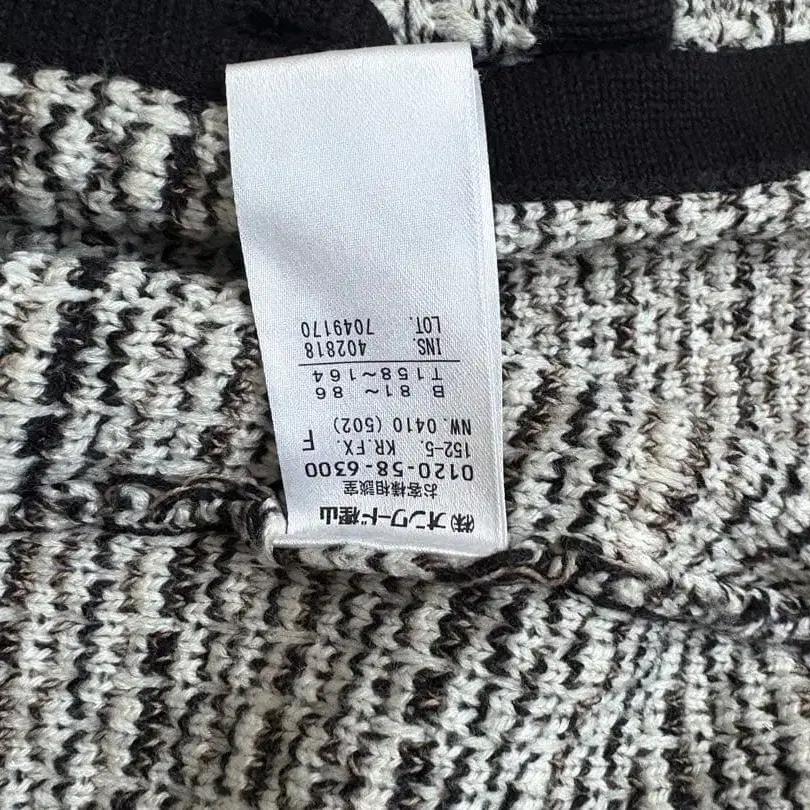 ㈱オンワード樫山
お客様相談室
0120-58-6300
152-5. KR.FX. F
NW. 0410 (502)
B. 81～ 86
T158～164
INS. 402818
LOT. 7049170